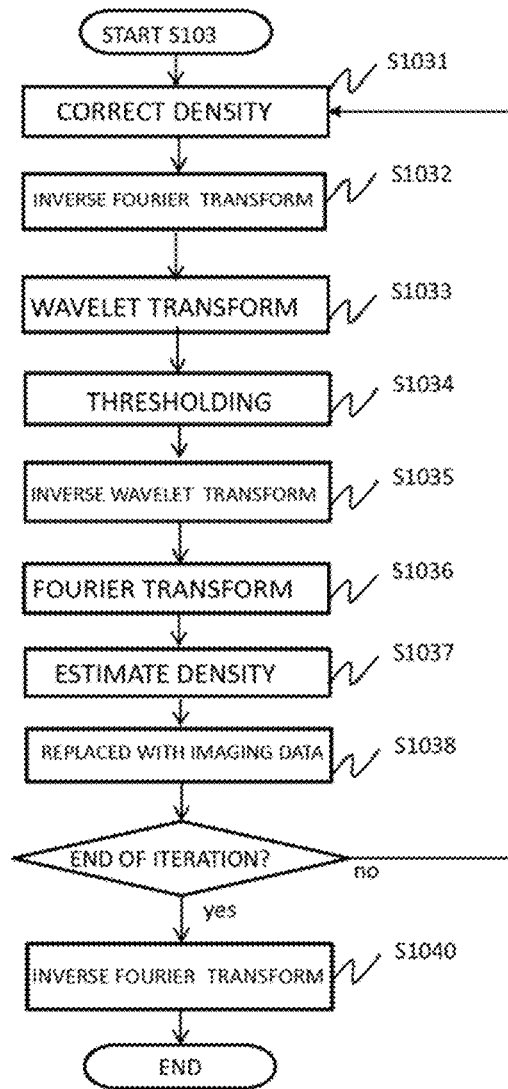 START S103
S1031
CORRECT DENSITY
S1032
INVERSE FOURIER TRANSFORM
S1033
WAVELET TRANSFORM
S1034
THRESHOLDING
S1035
INVERSE WAVELET TRANSFORM
S1036
FOURIER TRANSFORM
S1037
ESTIMATE DENSITY
S1038
REPLACED WITH IMAGING DATA
END OF ITERATION?
no
yes
S1040
INVERSE FOURIER TRANSFORM
END